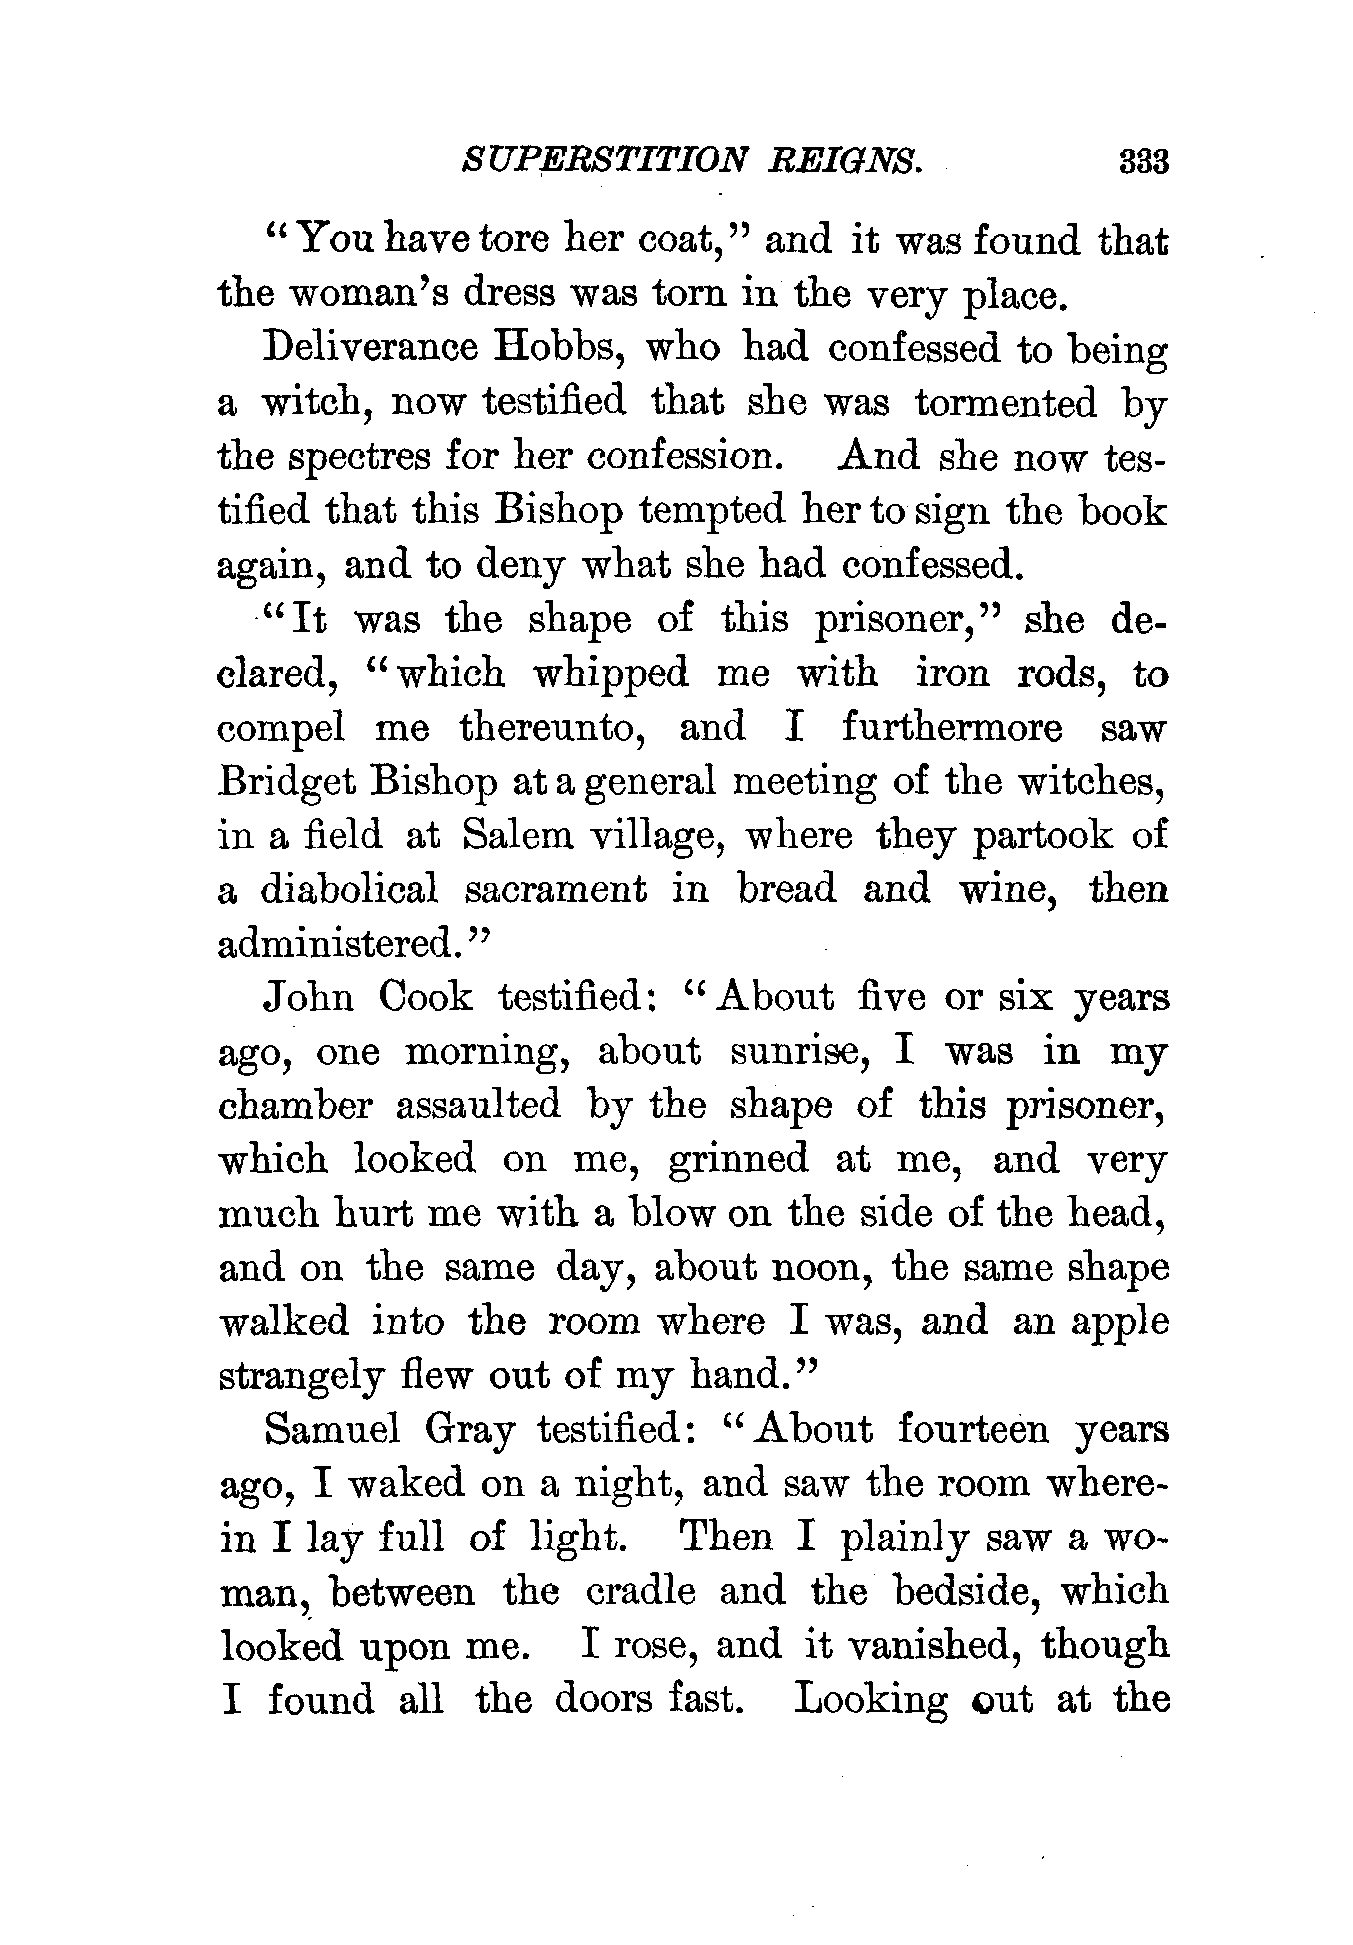 SUPERSTITION REIGNS. 333
“You have tore her coat,” and it was found that
the woman’s dress was torn in the very place.
Deliverance Hobbs, who had confessed to being
a witch, now testified that she was tormented by
the spectres for her confession. And she now tes-
tified that this Bishop tempted her to sign the book
again, and to deny what she had confessed.
“It was the shape of this prisoner,” she de-
clared, “which whipped me with iron rods, to
compel me thereunto, and I furthermore saw
Bridget Bishop at a general meeting of the witches,
in a field at Salem village, where they partook of
a diabolical sacrament in bread and wine, then
administered.”
John Cook testified: “About five or six years
ago, one morning, about sunrise, I was in my
chamber assaulted by the shape of this prisoner,
which looked on me, grinned at me, and very
much hurt me with a blow on the side of the head,
and on the same day, about noon, the same shape
walked into the room where I was, and an apple
strangely flew out of my hand.”
Samuel Gray testified: “About fourteen years
ago, I waked on a night, and saw the room where-
in I lay full of light. Then I plainly saw a wo-
man, between the cradle and the bedside, which
looked upon me. I rose, and it vanished, though
I found all the doors fast. Looking out at the